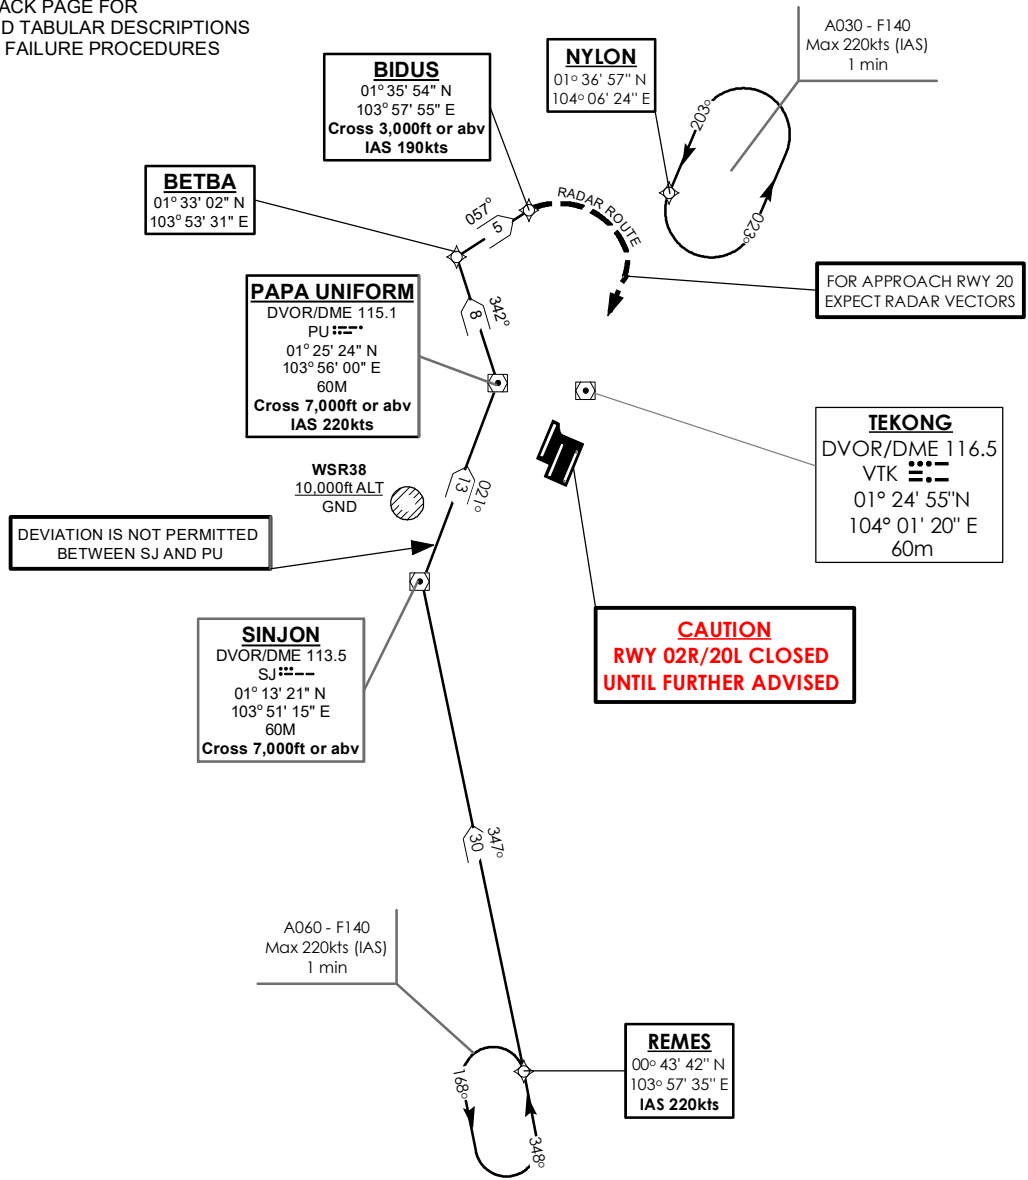 ACK PAGE FOR
D TABULAR DESCRIPTIONS
FAILURE PROCEDURES
A030 - F140
Max 220kts (IAS)
1 min
NYLON
01° 36' 57" N
104° 06' 24" E
BIDUS
01° 35' 54" N
103° 57' 55" E
Cross 3,000ft or abv
IAS 190kts
203°
023°
BETBA
01° 33' 02" N
103° 53' 31" E
057°
5
RADAR ROUTE
FOR APPROACH RWY 20
EXPECT RADAR VECTORS
PAPA UNIFORM
DVOR/DME 115.1
PU
01° 25' 24" N
103° 56' 00" E
60M
Cross 7,000ft or abv
IAS 220kts
342°
8
TEKONG
DVOR/DME 116.5
VTK
01° 24' 55"N
104° 01' 20" E
60m
WSR38
10,000ft ALT
GND
021°
13
DEVIATION IS NOT PERMITTED
BETWEEN SJ AND PU
SINJON
DVOR/DME 113.5
SJ
01° 13' 21" N
103° 51' 15" E
60M
Cross 7,000ft or abv
CAUTION
RWY 02R/20L CLOSED
UNTIL FURTHER ADVISED
347°
30
A060 - F140
Max 220kts (IAS)
1 min
REMES
00° 43' 42" N
103° 57' 35" E
IAS 220kts
168°
348°